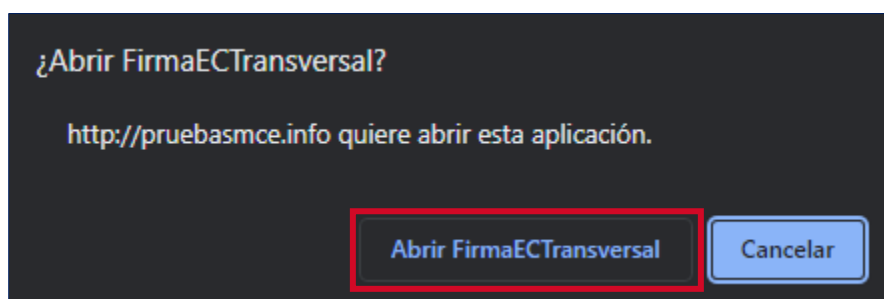 ¿Abrir FirmaECTransversal?
http://pruebasmce.info quiere abrir esta aplicación.
Abrir FirmaECTransversal Cancelar